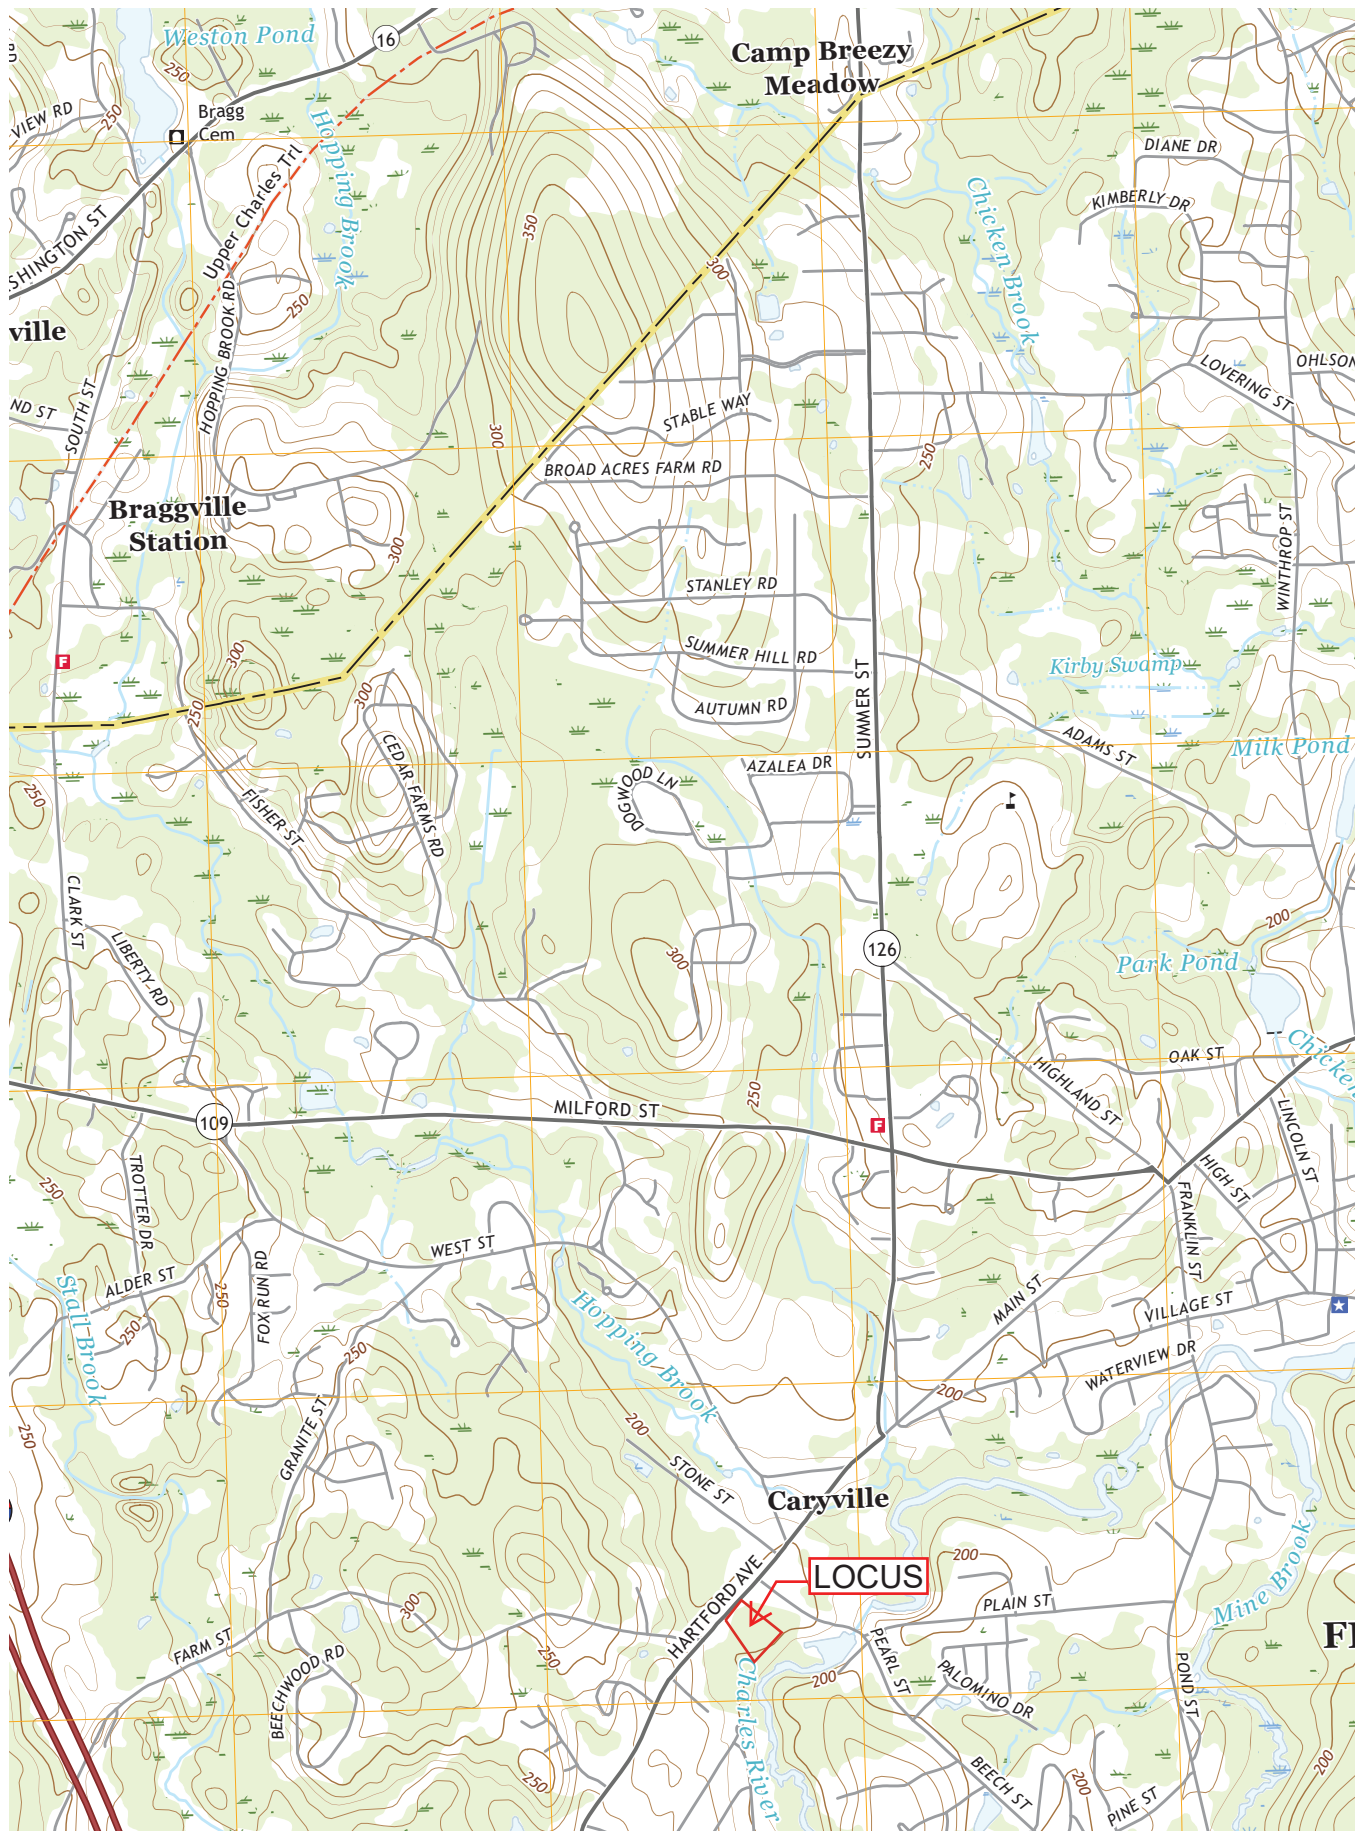 Weston Pond
16
Camp Breezy
Meadow
250
Bragg
Cem
VIEW RD
250
Hopping Brook
DIANE DR
Upper Charles Trl
Chicken Brook
KIMBERLY DR
SHINGTON ST
350
300
250
ville
HOPPING BROOK RD
LOVERING ST
OHLSON
SOUTH ST
ND ST
STABLE WAY
300
250
BROAD ACRES FARM RD
Braggville
Station
WINTHROP ST
300
STANLEY RD
300
SUMMER HILL RD
Kirby Swamp
F
SUMMER ST
300
250
AUTUMN RD
ADAMS ST
Milk Pond
CEDAR FARMS RD
AZALEA DR
DOGWOOD LN
250
FISHER ST
CLARK ST
200
LIBERTY RD
300
126
Park Pond
Chicken
OAK ST
HIGHLAND ST
250
MILFORD ST
109
F
LINCOLN ST
TROTTER DR
250
HIGH ST
FRANKLIN ST
WEST ST
ALDER ST
FOX RUN RD
250
250
Stall Brook
Hopping Brook
MAIN ST
VILLAGE ST
250
WATERVIEW DR
200
GRANITE ST
200
250
STONE ST
Caryville
Mine Brook
HARTFORD AVE
LOCUS
200
300
PLAIN ST
FARM ST
250
PEARL ST
BEECHWOOD RD
200
PALOMINO DR
POND ST
Charles River
250
BEECH ST
200
PINE ST
200